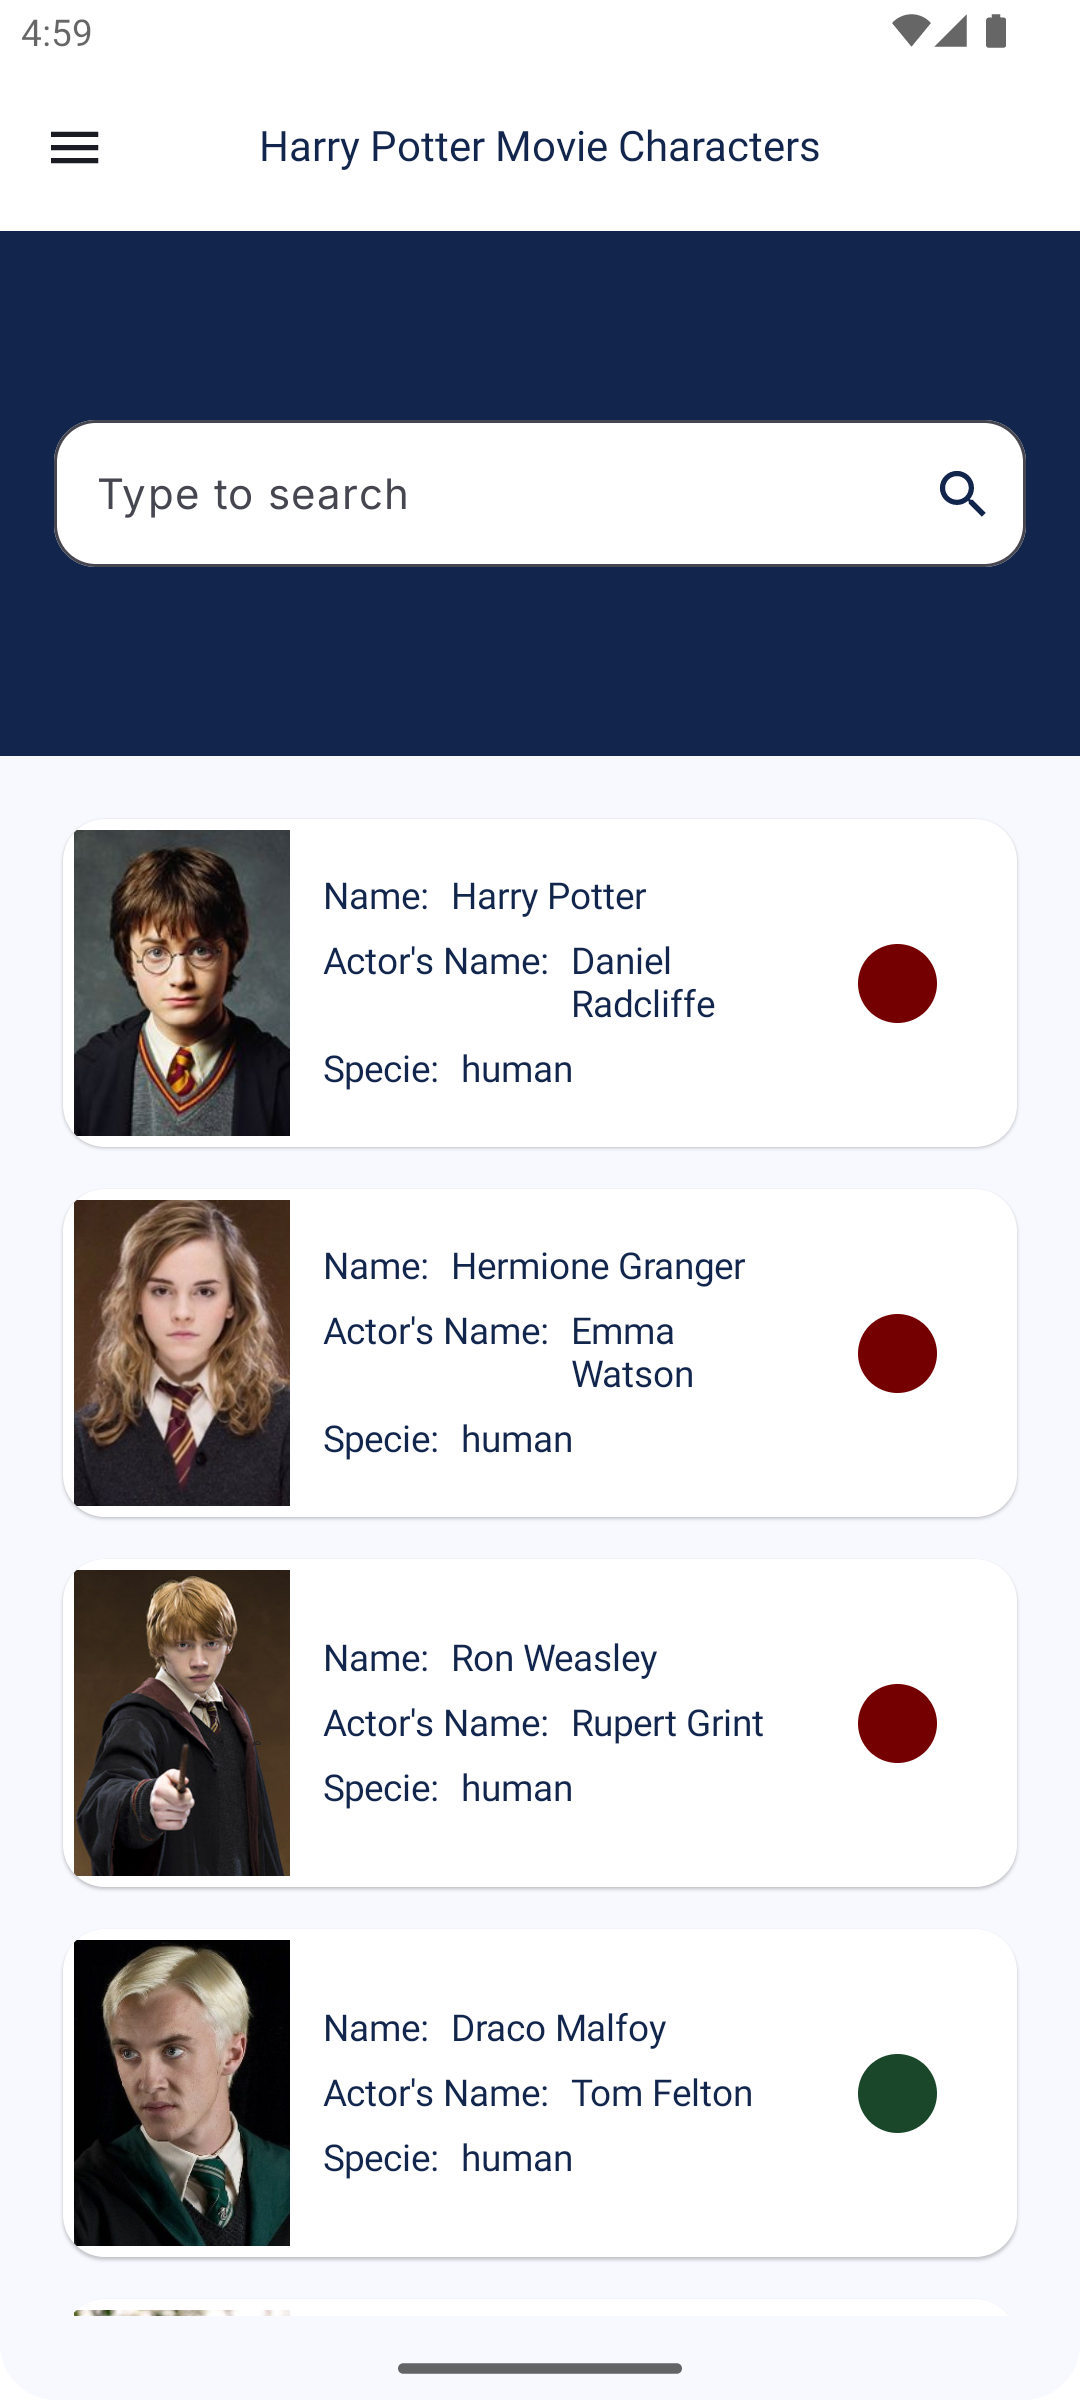 4:59
Harry Potter Movie Characters
Type to search
Name: Harry Potter
Actor's Name: Daniel
Radcliffe
Specie: human
Name: Hermione Granger
Actor's Name: Emma
Watson
Specie: human
Name: Ron Weasley
Actor's Name: Rupert Grint
Specie: human
Name: Draco Malfoy
Actor's Name: Tom Felton
Specie: human